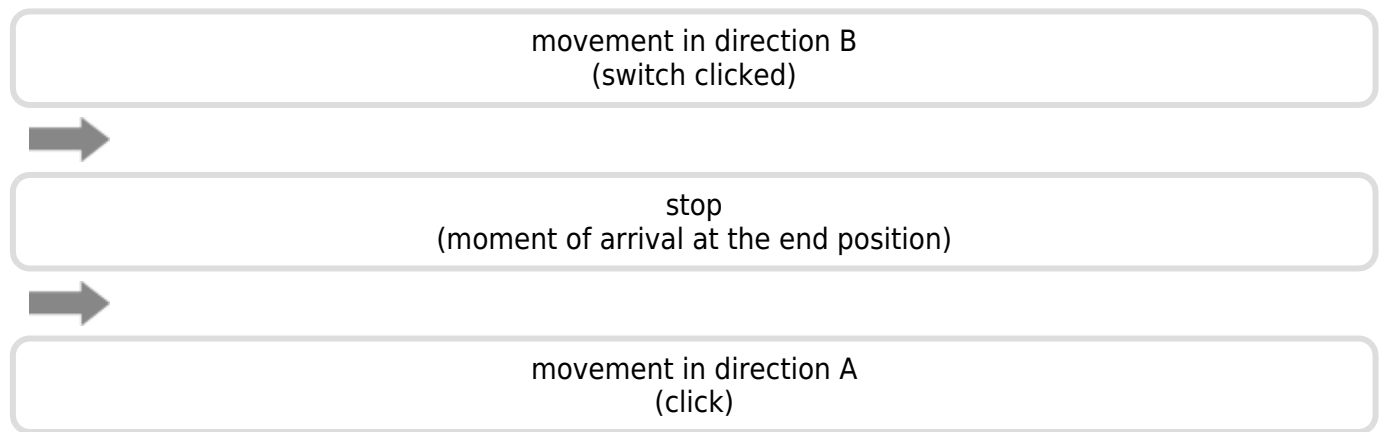 movement in direction B
(switch clicked)
stop
(moment of arrival at the end position)
movement in direction A
(click)